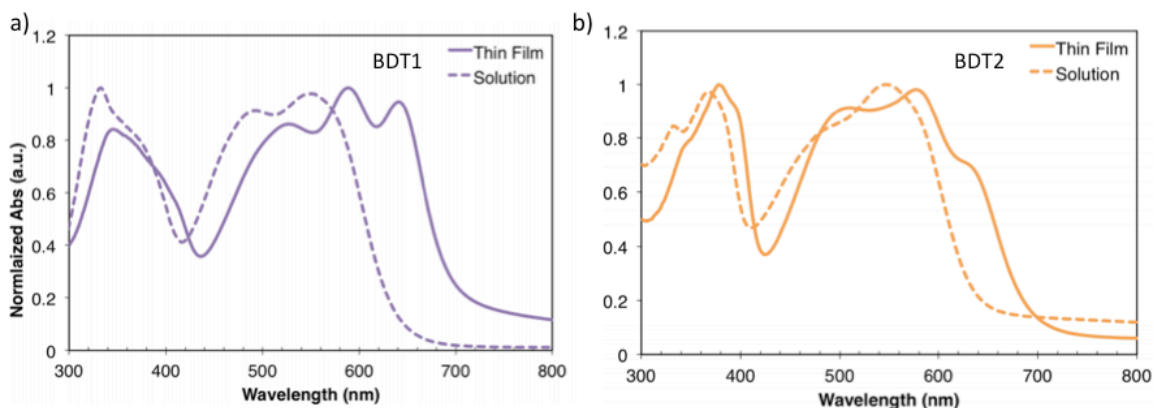 a)
1.2
1
0.8
0.6
0.4
0.2
0
Normlaized Abs (a.u.)
BDT1
Thin Film
Solution
300 400 500 600 700 800
Wavelength (nm)
b)
1.2
1
0.8
0.6
0.4
0.2
0
BDT2
Thin Film
Solution
300 400 500 600 700 800
Wavelength (nm)